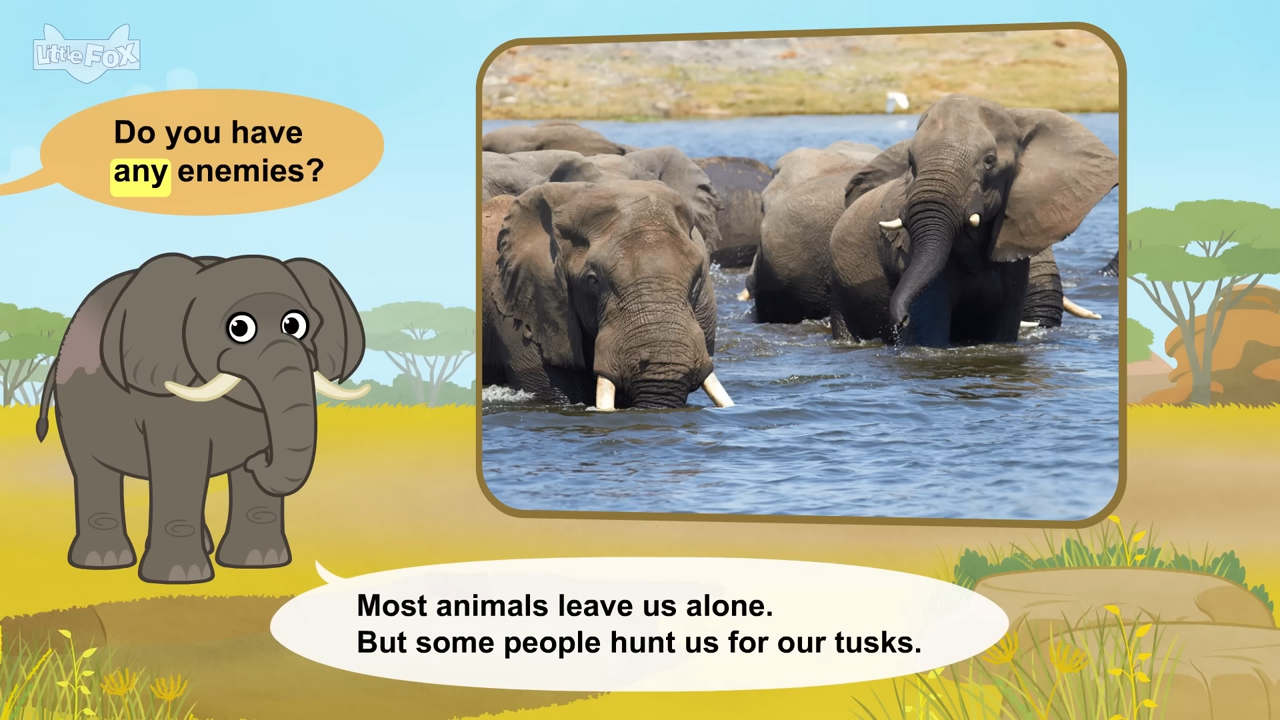 Little Fox
Do you have
any enemies?
Most animals leave us alone.
But some people hunt us for our tusks.